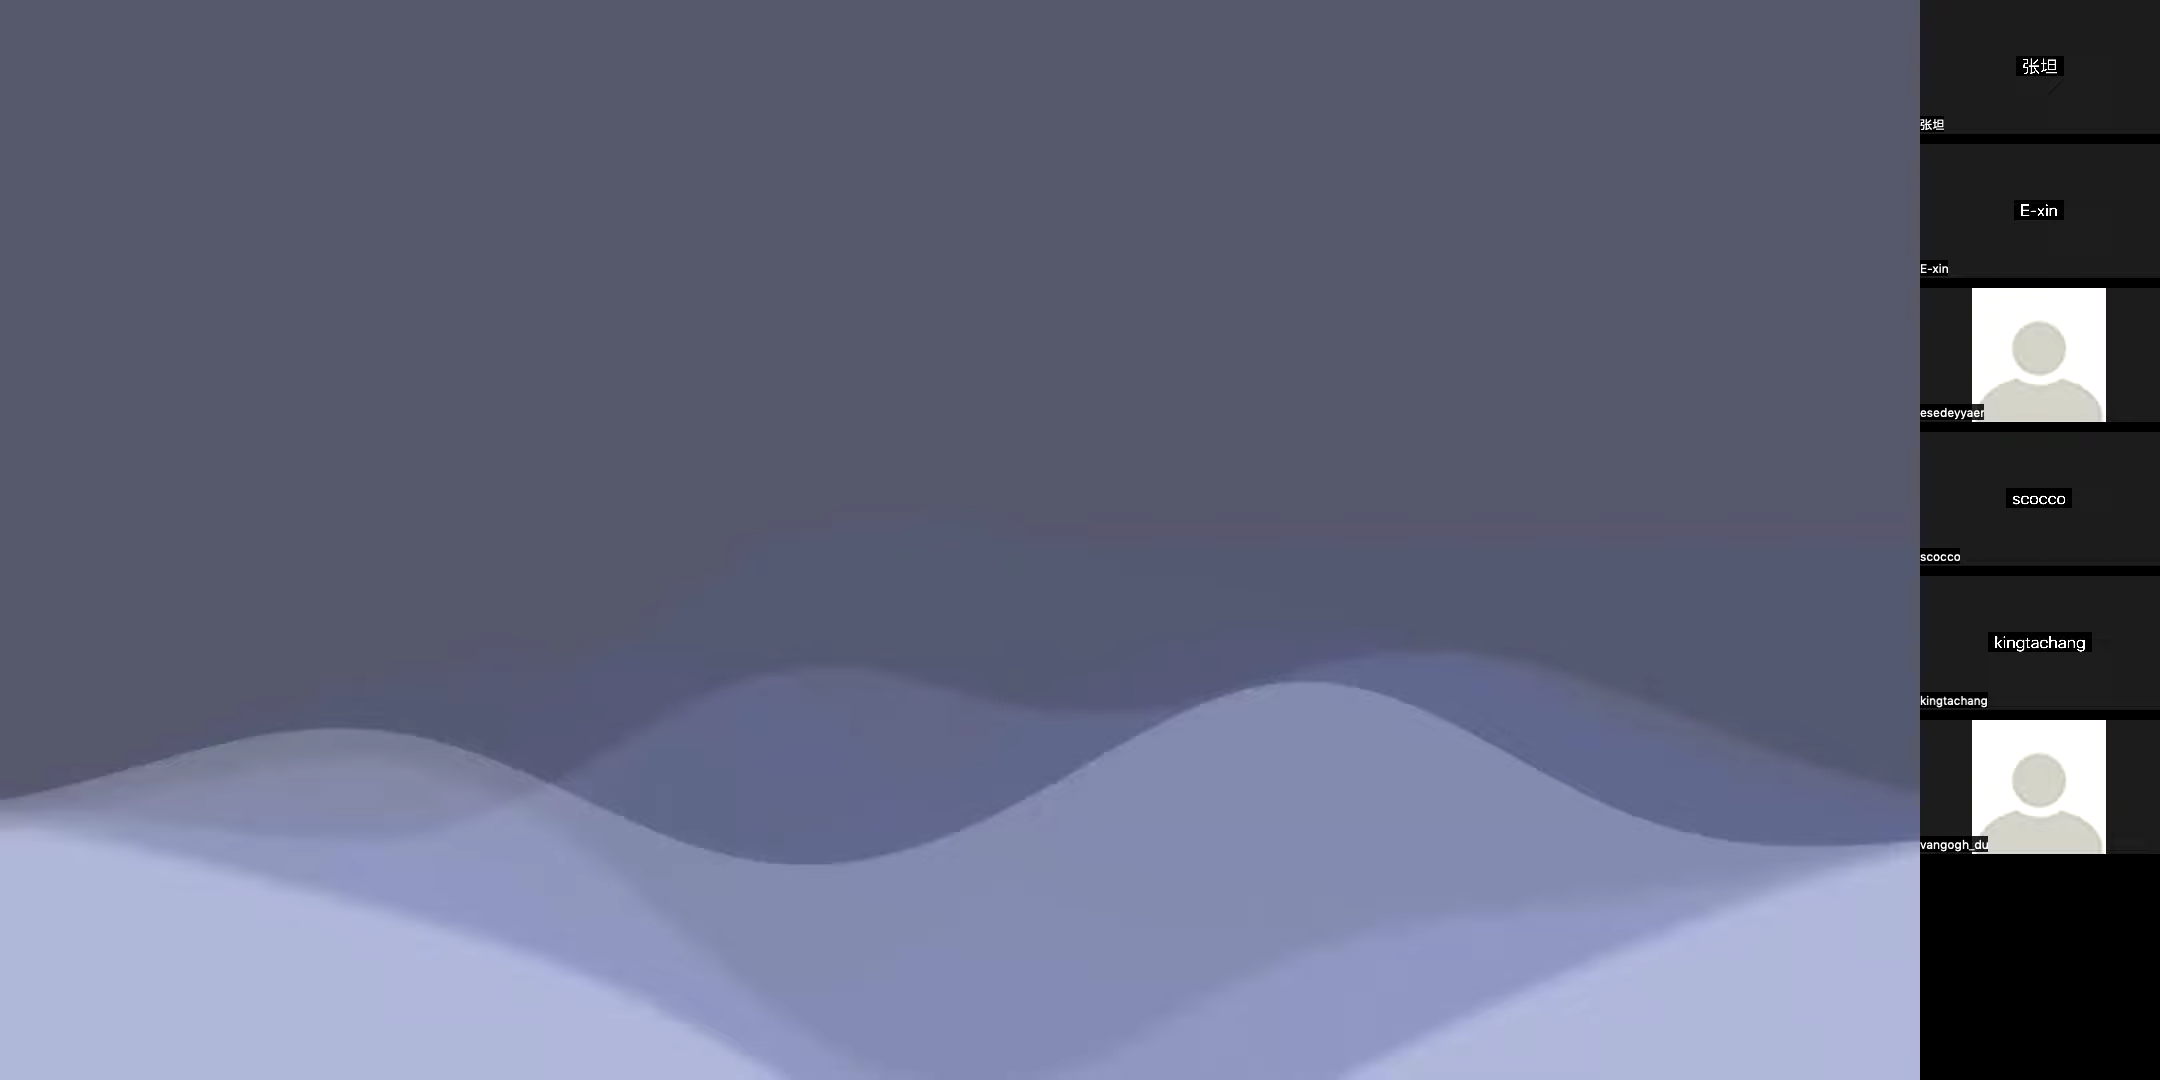 张坦
张坦
E-xin
E-xin
esedeyyaer
scocco
scocco
kingtachang
kingtachang
vangogh_du